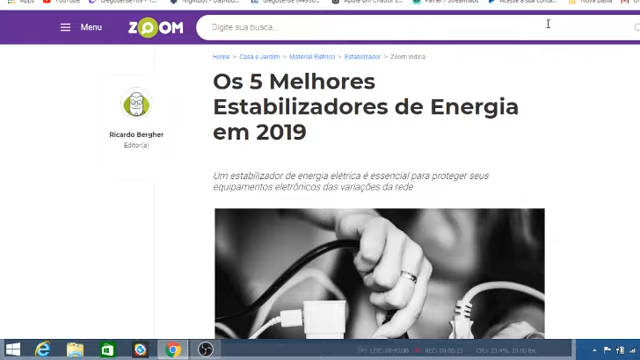 Apps
YouTube
Menu
ZOOM
Digite sua busca...
Home > Casa e Jardim > Material Elétrico > Estabilizador > Zoom indica
Os 5 Melhores
Estabilizadores de Energia
em 2019
Ricardo Bergher
Editor(a)
Um estabilizador de energia elétrica é essencial para proteger seus
equipamentos eletrônicos das variações da rede